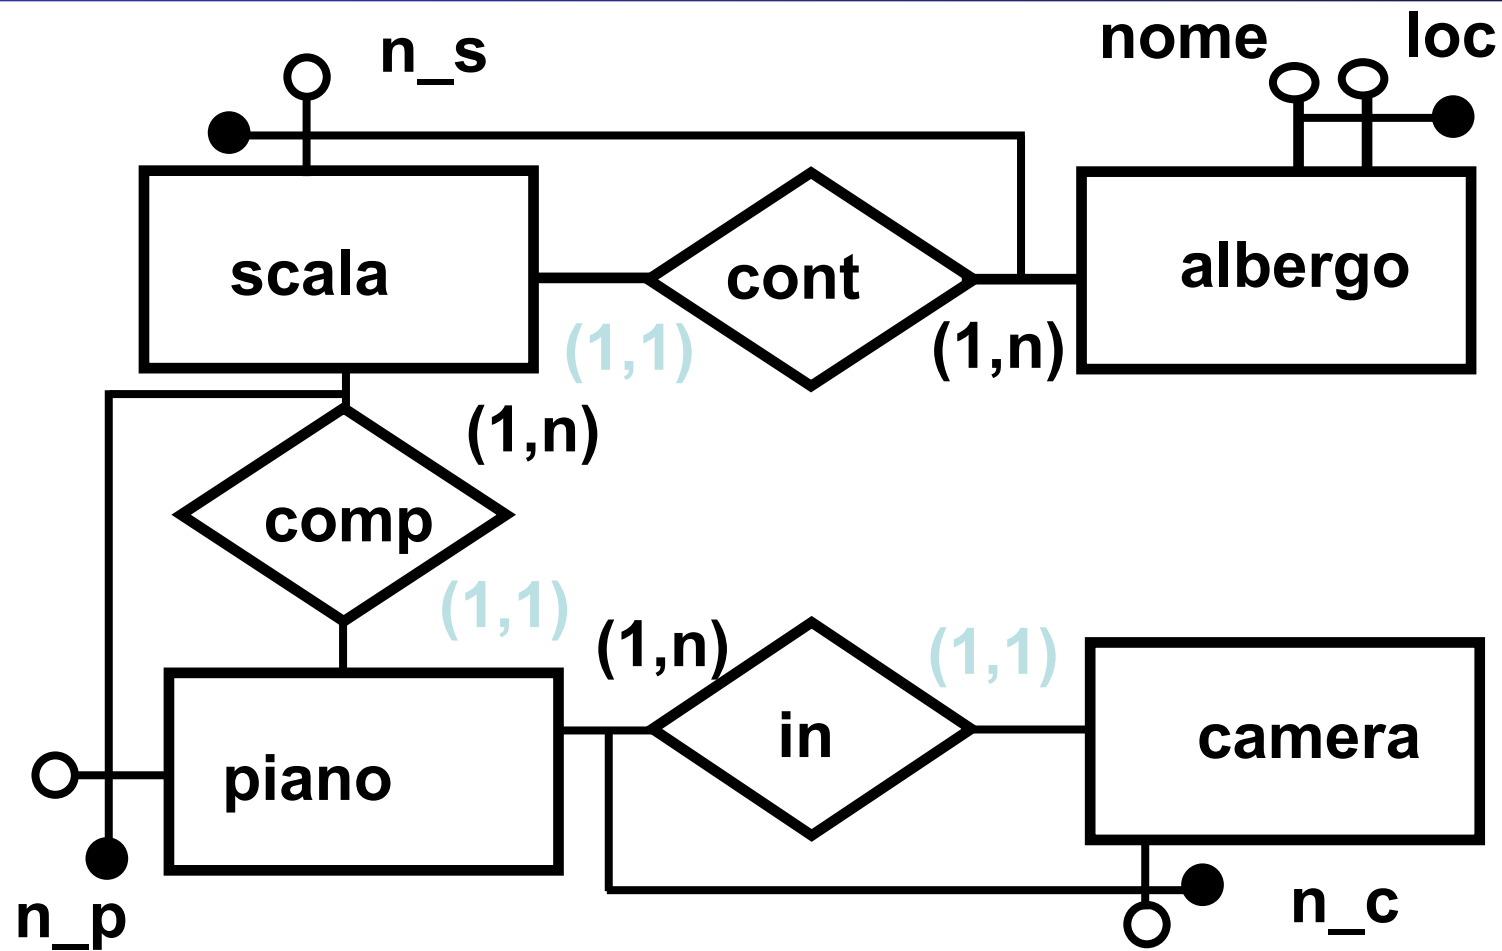 n_s
nome
loc
scala
cont
albergo
(1,1)
(1,n)
(1,n)
comp
(1,1)
(1,n)
(1,1)
piano
in
camera
n_p
n_c